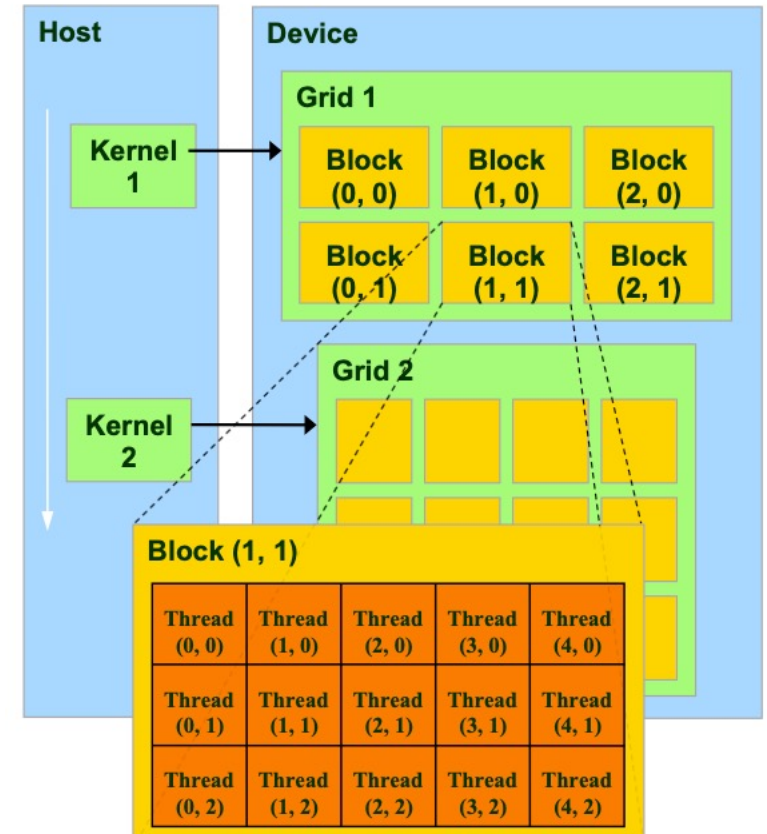 Host
Device
Grid 1
Kernel
1
Block
(0, 0)
Block
(1, 0)
Block
(2, 0)
Block
(0, 1)
Block
(1, 1)
Block
(2, 1)
Grid 2
Kernel
2
Block (1, 1)
Thread
(0, 0)
Thread
(1, 0)
Thread
(2, 0)
Thread
(3, 0)
Thread
(4, 0)
Thread
(0, 1)
Thread
(1, 1)
Thread
(2, 1)
Thread
(3, 1)
Thread
(4, 1)
Thread
(0, 2)
Thread
(1, 2)
Thread
(2, 2)
Thread
(3, 2)
Thread
(4, 2)